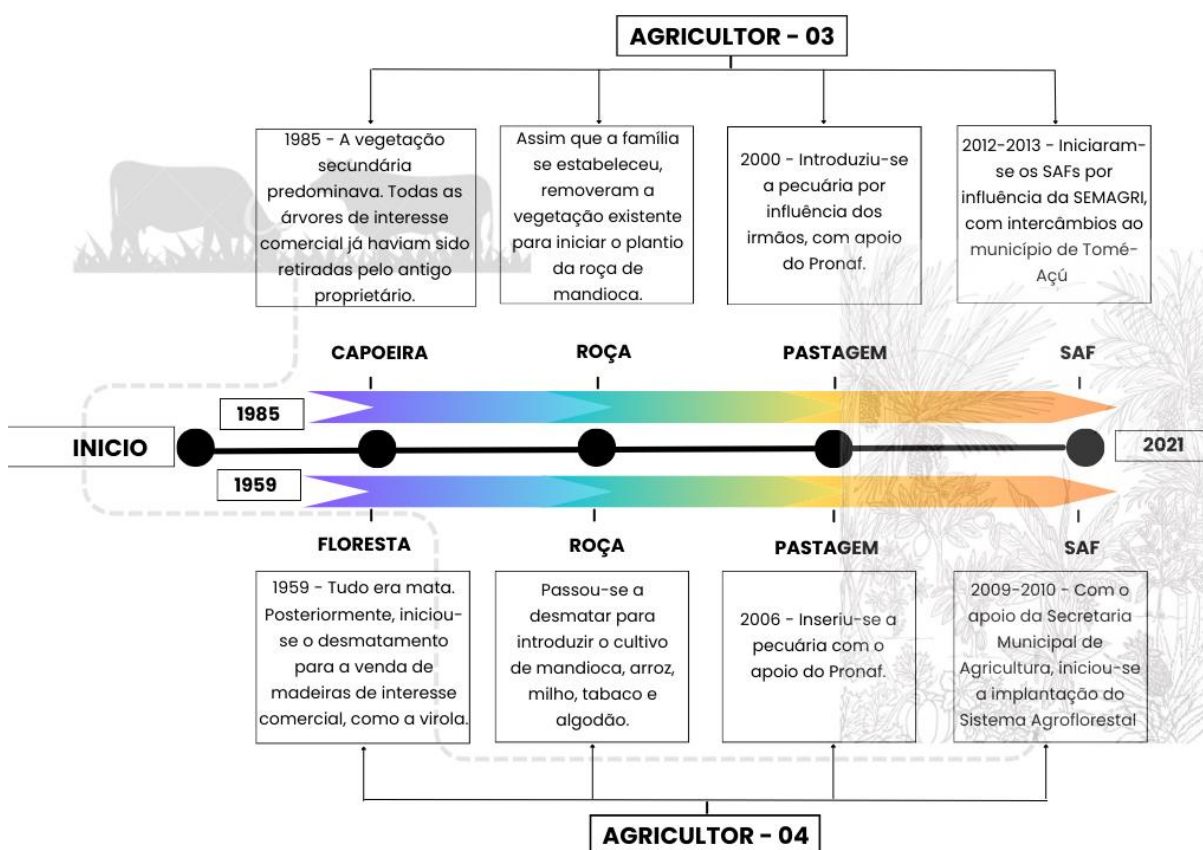 AGRICULTOR - 03
1985 - A vegetação
secundária
predominava. Todas as
árvores de interesse
comercial já haviam sido
retiradas pelo antigo
proprietário.
Assim que a família
se estabeleceu,
removeram a
vegetação existente
para iniciar o plantio
da roça de
mandioca.
2000 - Introduziu-se
a pecuária por
influência dos
irmãos, com apoio
do Pronaf.
2012-2013 - Iniciaram-
se os SAFs por
influência da SEMAGRI,
com intercâmbios ao
município de Tomé-
Açú
CAPOEIRA
ROÇA
PASTAGEM
SAF
1985
INICIO
2021
1959
FLORESTA
ROÇA
PASTAGEM
SAF
1959 - Tudo era mata.
Posteriormente, iniciou-
se o desmatamento
para a venda de
madeiras de interesse
comercial, como a virola.
Passou-se a
desmatar para
introduzir o cultivo
de mandioca, arroz,
milho, tabaco e
algodão.
2006 - Inseriu-se a
pecuária com o
apoio do Pronaf.
2009-2010 - Com o
apoio da Secretaria
Municipal de
Agricultura, iniciou-se
a implantação do
Sistema Agroflorestal
AGRICULTOR - 04